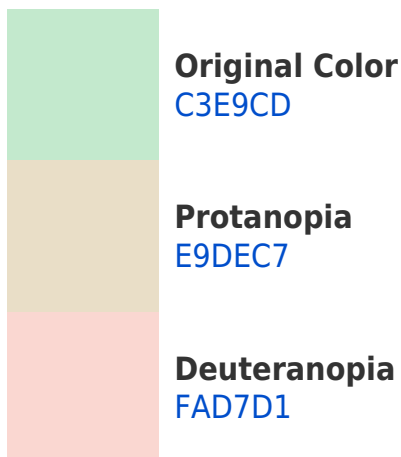 Original Color
C3E9CD
Protanopia
E9DEC7
Deuteranopia
FAD7D1